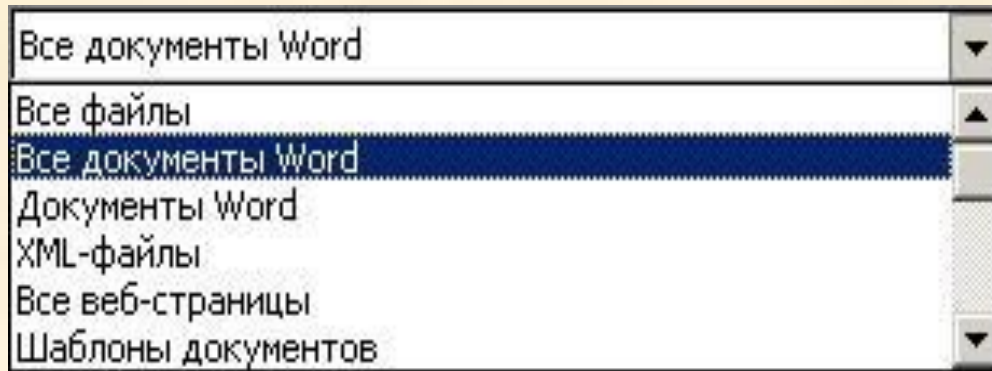 Все документы Word
Все файлы
Все документы Word
Документы Word
XML-файлы
Все веб-страницы
Шаблоны документов